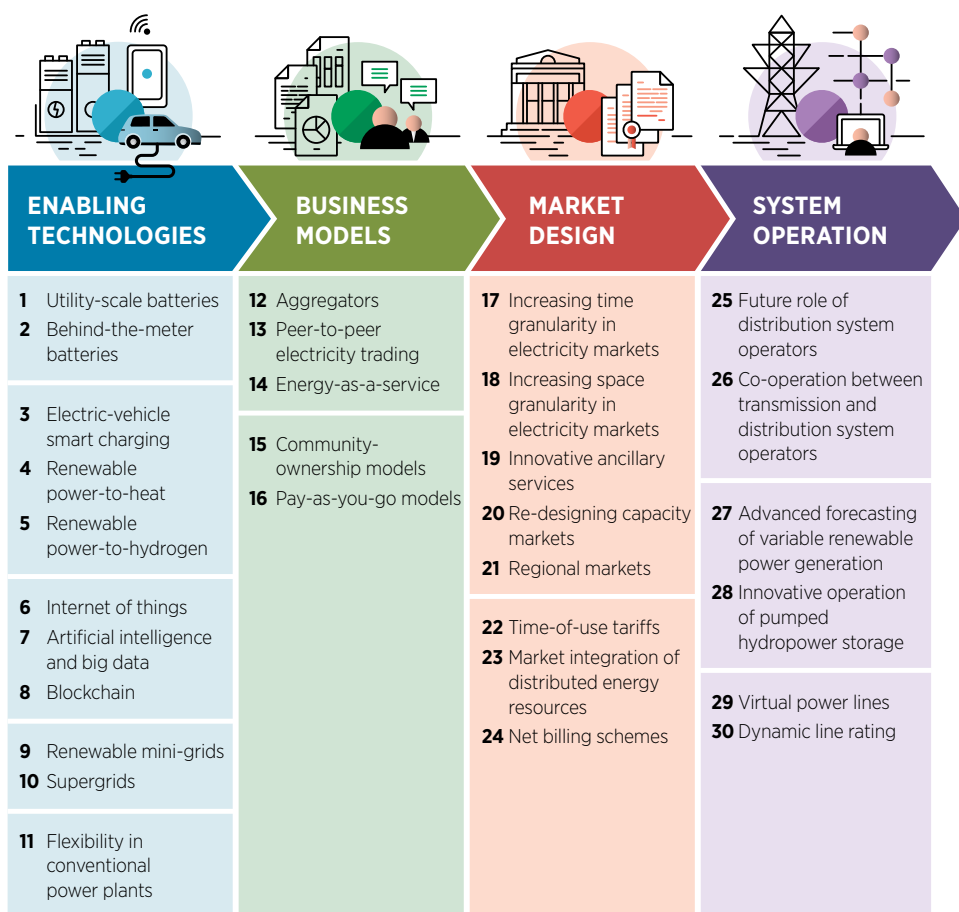 ENABLING
TECHNOLOGIES
BUSINESS
MODELS
MARKET
DESIGN
SYSTEM
OPERATION
1 Utility-scale batteries
2 Behind-the-meter
batteries
3 Electric-vehicle
smart charging
4 Renewable
power-to-heat
5 Renewable
power-to-hydrogen
6 Internet of things
7 Artificial intelligence
and big data
8 Blockchain
9 Renewable mini-grids
10 Supergrids
11 Flexibility in
conventional
power plants
12 Aggregators
13 Peer-to-peer
electricity trading
14 Energy-as-a-service
15 Community-
ownership models
16 Pay-as-you-go models
17 Increasing time
granularity in
electricity markets
18 Increasing space
granularity in
electricity markets
19 Innovative ancillary
services
20 Re-designing capacity
markets
21 Regional markets
22 Time-of-use tariffs
23 Market integration of
distributed energy
resources
24 Net billing schemes
25 Future role of
distribution system
operators
26 Co-operation between
transmission and
distribution system
operators
27 Advanced forecasting
of variable renewable
power generation
28 Innovative operation
of pumped
hydropower storage
29 Virtual power lines
30 Dynamic line rating